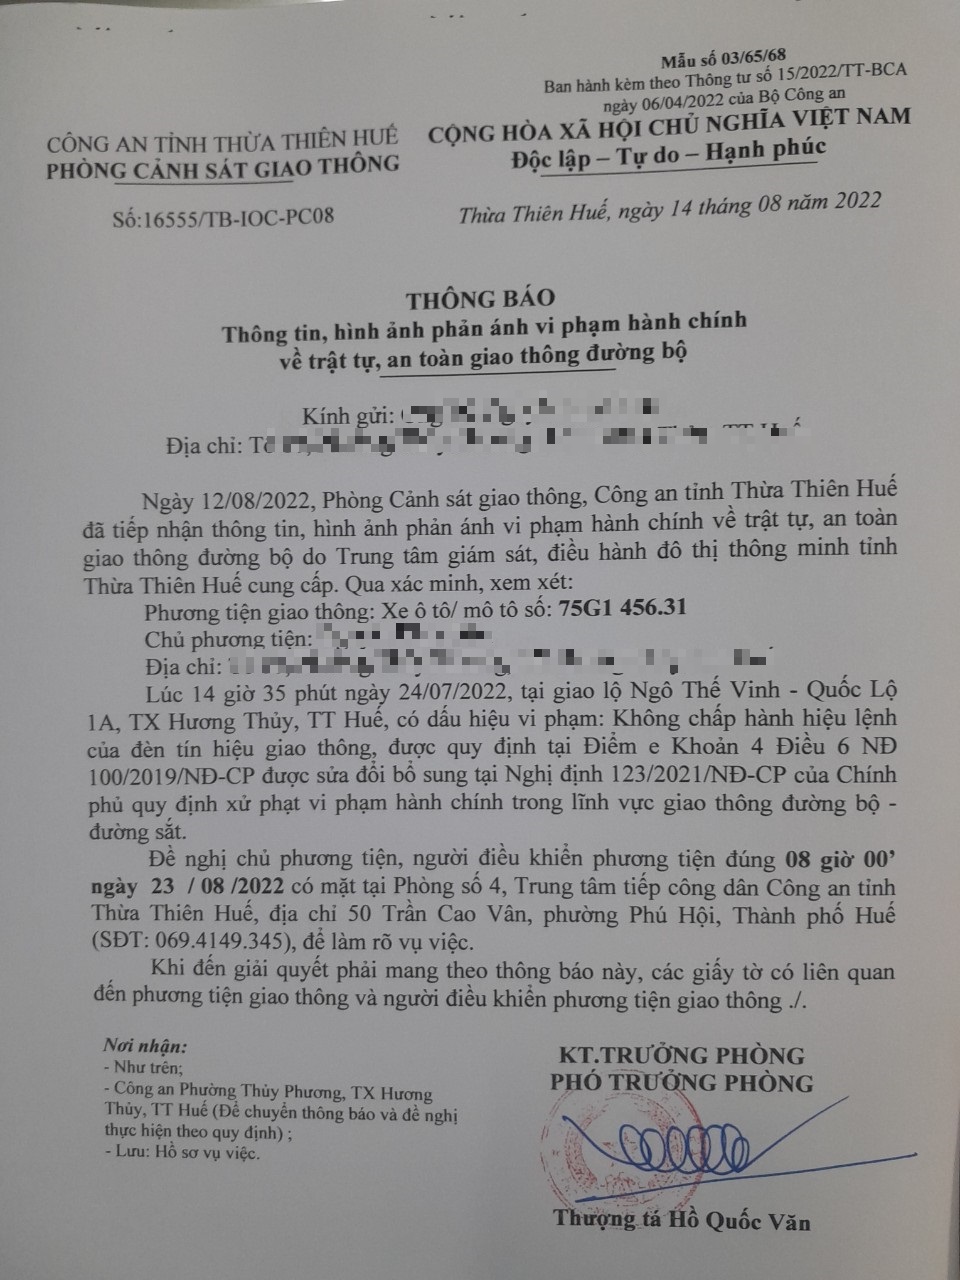 Mẫu số 03/65/68
Ban hành kèm theo Thông tư số 15/2022/TT-BCA
ngày 06/04/2022 của Bộ Công an
CÔNG AN TỈNH THỪA THIÊN HUẾ
PHÒNG CẢNH SÁT GIAO THÔNG
CỘNG HÒA XÃ HỘI CHỦ NGHĨA VIỆT NAM
Độc lập – Tự do – Hạnh phúc
Số:16555/TB-IOC-PC08
Thừa Thiên Huế, ngày 14 tháng 08 năm 2022
THÔNG BÁO
Thông tin, hình ảnh phản ánh vi phạm hành chính
về trật tự, an toàn giao thông đường bộ
Kính gửi:
Địa chỉ:
Ngày 12/08/2022, Phòng Cảnh sát giao thông, Công an tỉnh Thừa Thiên Huế
đã tiếp nhận thông tin, hình ảnh phản ánh vi phạm hành chính về trật tự, an toàn
giao thông đường bộ do Trung tâm giám sát, điều hành đô thị thông minh tỉnh
Thừa Thiên Huế cung cấp. Qua xác minh, xem xét:
Phương tiện giao thông: Xe ô tô/ mô tô số: 75G1 456.31
Chủ phương tiện:
Địa chỉ:
Lúc 14 giờ 35 phút ngày 24/07/2022, tại giao lộ Ngô Thế Vinh - Quốc Lộ
1A, TX Hương Thủy, TT Huế, có dấu hiệu vi phạm: Không chấp hành hiệu lệnh
của đèn tín hiệu giao thông, được quy định tại Điểm e Khoản 4 Điều 6 NĐ
100/2019/NĐ-CP được sửa đổi bổ sung tại Nghị định 123/2021/NĐ-CP của Chính
phủ quy định xử phạt vi phạm hành chính trong lĩnh vực giao thông đường bộ -
đường sắt.
Đề nghị chủ phương tiện, người điều khiển phương tiện đúng 08 giờ 00’
ngày 23 / 08 /2022 có mặt tại Phòng số 4, Trung tâm tiếp công dân Công an tỉnh
Thừa Thiên Huế, địa chỉ 50 Trần Cao Vân, phường Phú Hội, Thành phố Huế
(SĐT: 069.4149.345), để làm rõ vụ việc.
Khi đến giải quyết phải mang theo thông báo này, các giấy tờ có liên quan
đến phương tiện giao thông và người điều khiển phương tiện giao thông ./.
Nơi nhận:
- Như trên;
- Công an Phường Thủy Phương, TX Hương
Thủy, TT Huế (Để chuyển thông báo và đề nghị
thực hiện theo quy định) ;
- Lưu: Hồ sơ vụ việc.
KT.TRƯỞNG PHÒNG
PHÓ TRƯỞNG PHÒNG
Thượng tá Hồ Quốc Văn